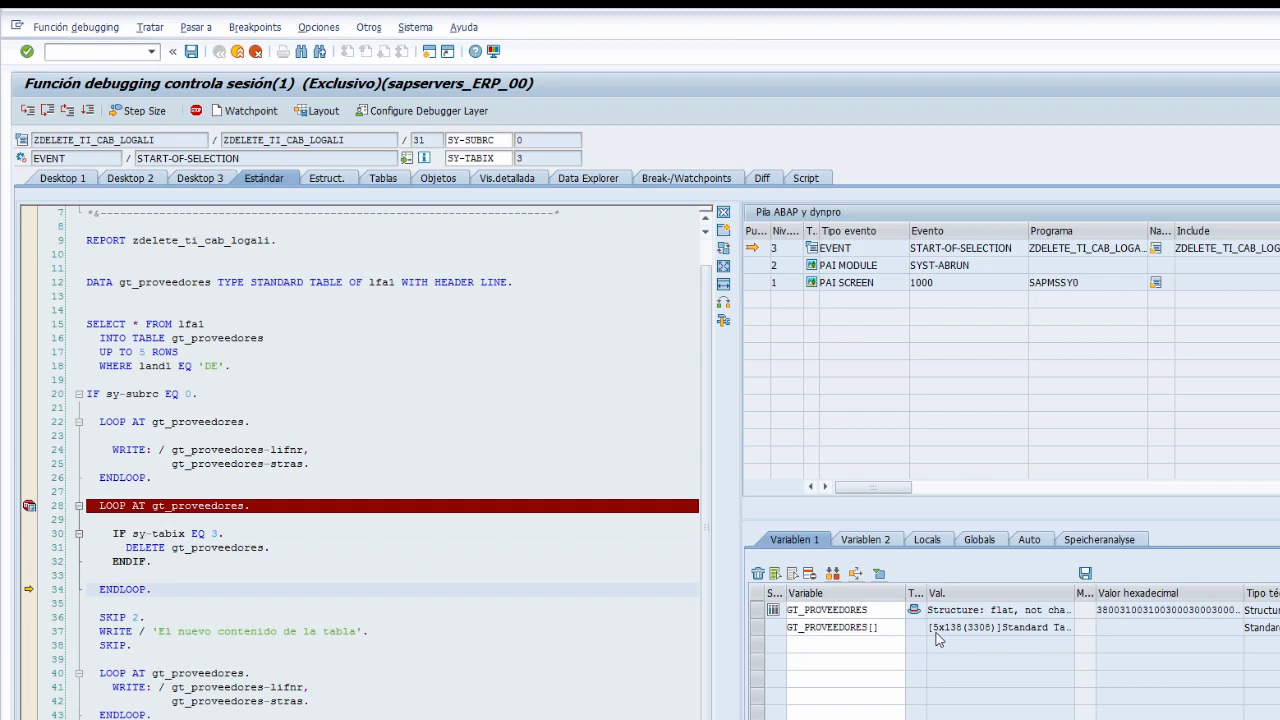 Función debugging Tratar Pasar a Breakpoints Opciones Otros Sistema Ayuda
Función debugging controla sesión(1) (Exclusivo)(sapservers_ERP_00)
Step Size STOP Watchpoint Layout Configure Debugger Layer
ZDELETE_TI_CAB_LOGALI / ZDELETE_TI_CAB_LOGALI / 31 SY-SUBRC 0
EVENT / START-OF-SELECTION SY-TABIX 3
Desktop 1 Desktop 2 Desktop 3 Estándar Estruct. Tablas Objetos Vis.detallada Data Explorer Break-/Watchpoints Diff Script
7 *&---------------------------------------------------------------------*
8
9 REPORT zdelete_ti_cab_logali.
10
11
12 DATA gt_proveedores TYPE STANDARD TABLE OF lfa1 WITH HEADER LINE.
13
14
15 SELECT * FROM lfa1
16 INTO TABLE gt_proveedores
17 UP TO 5 ROWS
18 WHERE land1 EQ 'DE'.
19
20 IF sy-subrc EQ 0.
21
22 LOOP AT gt_proveedores.
23
24 WRITE: / gt_proveedores-lifnr,
25 gt_proveedores-stras.
26 ENDLOOP.
27
28 LOOP AT gt_proveedores.
29
30 IF sy-tabix EQ 3.
31 DELETE gt_proveedores.
32 ENDIF.
33
34 ENDLOOP.
35
36 SKIP 2.
37 WRITE / 'El nuevo contenido de la tabla'.
38 SKIP.
39
40 LOOP AT gt_proveedores.
41 WRITE: / gt_proveedores-lifnr,
42 gt_proveedores-stras.
43 ENDLOOP.
Pila ABAP y dynpro
Pu... Niv... T.. Tipo evento Evento Programa Na... Include
3 EVENT START-OF-SELECTION ZDELETE_TI_CAB_LOGA... ZDELETE_TI_CAB_LOGA
2 PAI MODULE SYST-ABRUN
1 PAI SCREEN 1000 SAPMSSY0
Variablen 1 Variablen 2 Locals Globals Auto Speicheranalyse
S... Variable T... Val. M... Valor hexadecimal Tipo téc
GT_PROVEEDORES Structure: flat, not cha... 380031003100300030003000... Structur
GT_PROVEEDORES[] [5x138(3308)]Standard Ta... Standar